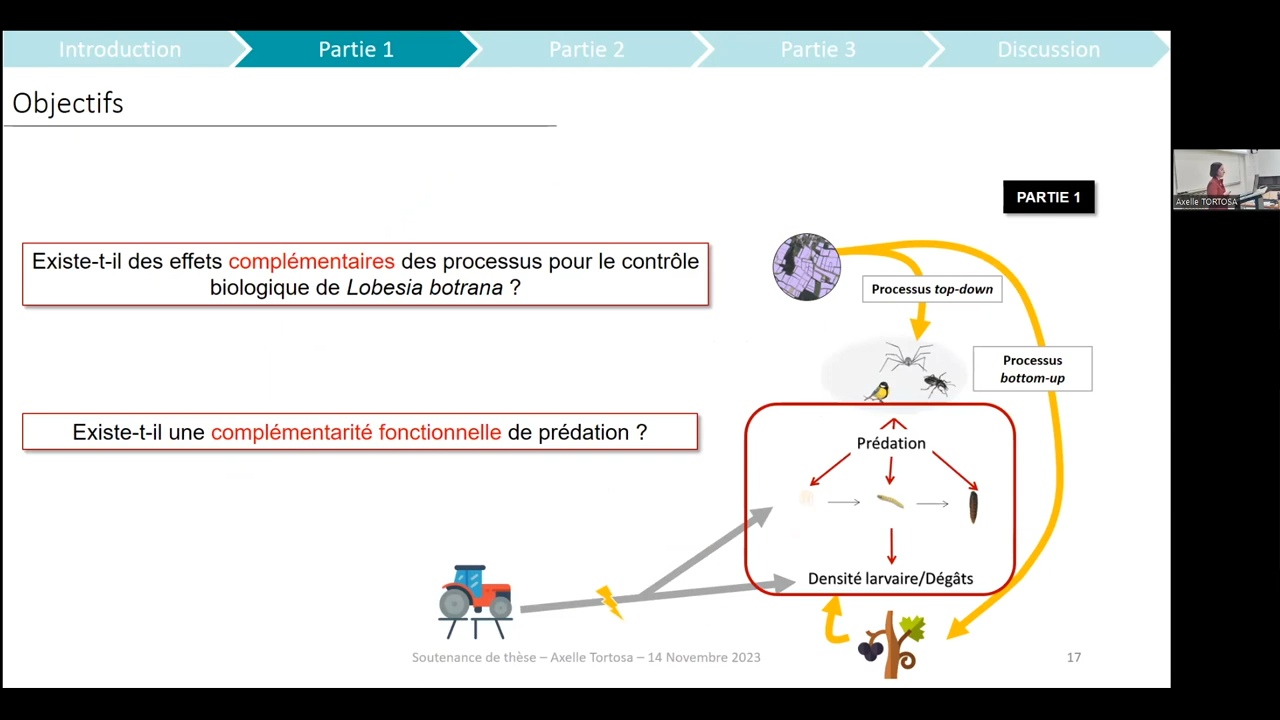 Introduction
Partie 1
Partie 2
Partie 3
Discussion
Objectifs
PARTIE 1
Existe-t-il des effets complémentaires des processus pour le contrôle
biologique de Lobesia botrana ?
Processus top-down
Processus
bottom-up
Existe-t-il une complémentarité fonctionnelle de prédation ?
Prédation
Densité larvaire/Dégâts
Soutenance de thèse – Axelle Tortosa – 14 Novembre 2023
17
Axelle TORTOSA